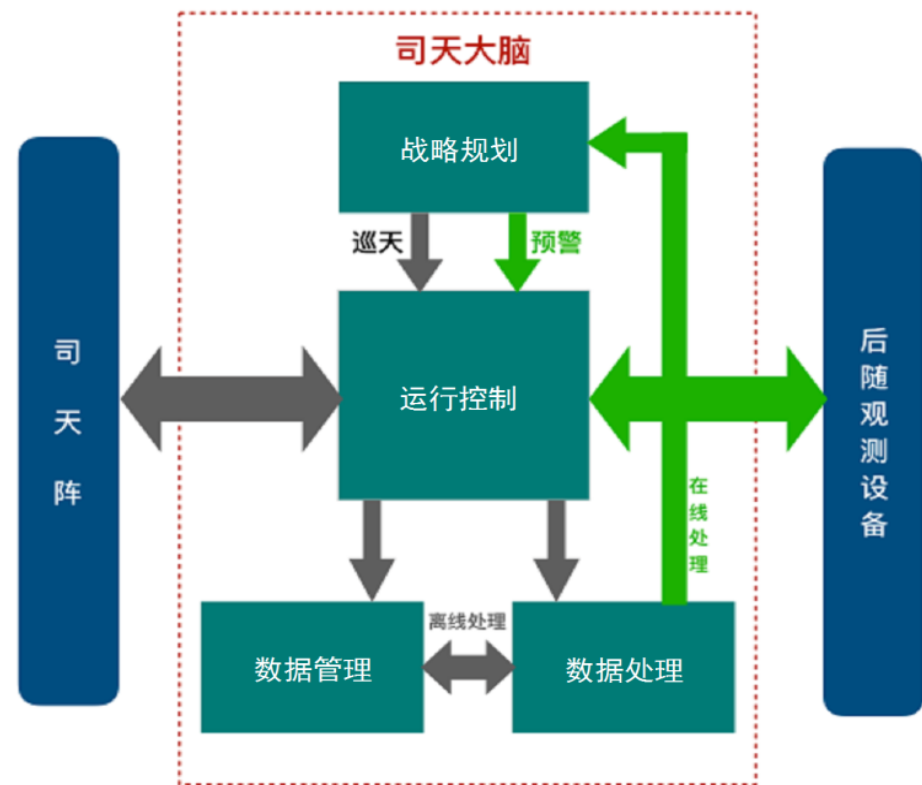 司天大脑
战略规划
巡天
预警
司天阵
运行控制
后随观测设备
在线处理
离线处理
数据管理
数据处理